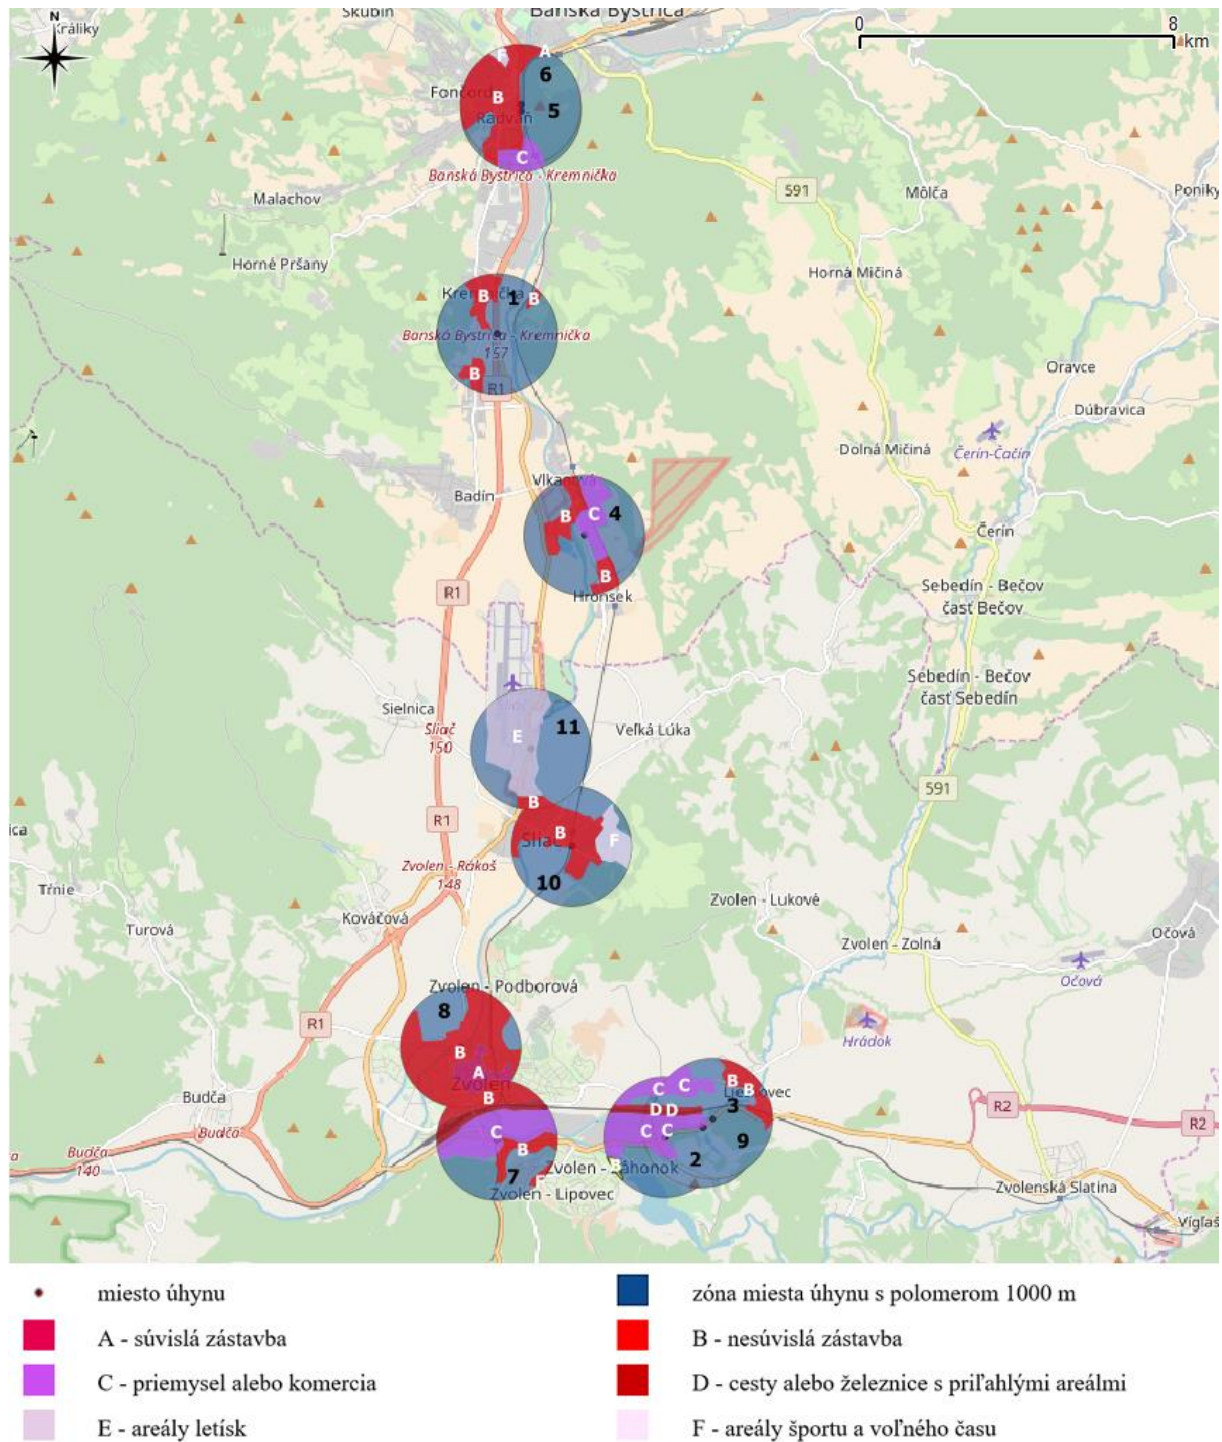 Skubín
Banská Bystrica
Králiky
N
0
8
km
A
6
B
5
Fončord
Radvaň
C
Banská Bystrica - Kremnička
591
Malachov
Môlča
Poniky
Horné Pršany
Horná Mičiná
Kremnička
B
1
B
Banská Bystrica - Kremnička
157
B
R1
Oravce
Dúbravica
Čerín-Čačín
Dolná Mičiná
Vlkanová
Badín
B
C
4
Čerín
B
Hronsek
R1
Sebedín - Bečov
časť Bečov
Sebedín - Bečov
časť Sebedín
Sielnica
Sliač
150
E
11
Veľká Lúka
591
B
R1
B
Sliač
F
10
ica
Zvolen - Rákoš
148
Tŕnie
Zvolen - Lukové
Kováčová
Turová
Zvolen - Zolná
Očová
Očová
Zvolen - Podborová
8
R1
Hrádok
B
A
Zvolen
B
C
C
B
B
Budča
D
D
3
R2
R2
Budča
C
C
C
9
Budča
140
B
2
7
Zvolen - Lipovec
Zvolenská Slatina
Vígľaš
miesto úhynu
zóna miesta úhynu s polomerom 1000 m
A - súvislá zástavba
B - nesúvislá zástavba
C - priemysel alebo komercia
D - cesty alebo železnice s priľahlými areálmi
E - areály letísk
F - areály športu a voľného času